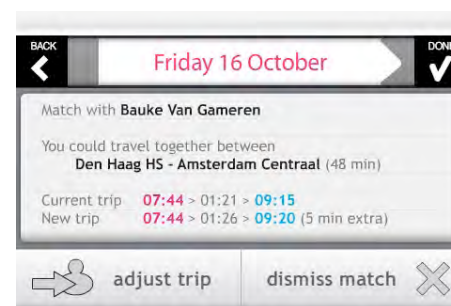 BACK
Friday 16 October
DONE
Match with Bauke Van Gameren
You could travel together between
Den Haag HS - Amsterdam Centraal (48 min)
Current trip 07:44 > 01:21 > 09:15
New trip 07:44 > 01:26 > 09:20 (5 min extra)
adjust trip
dismiss match